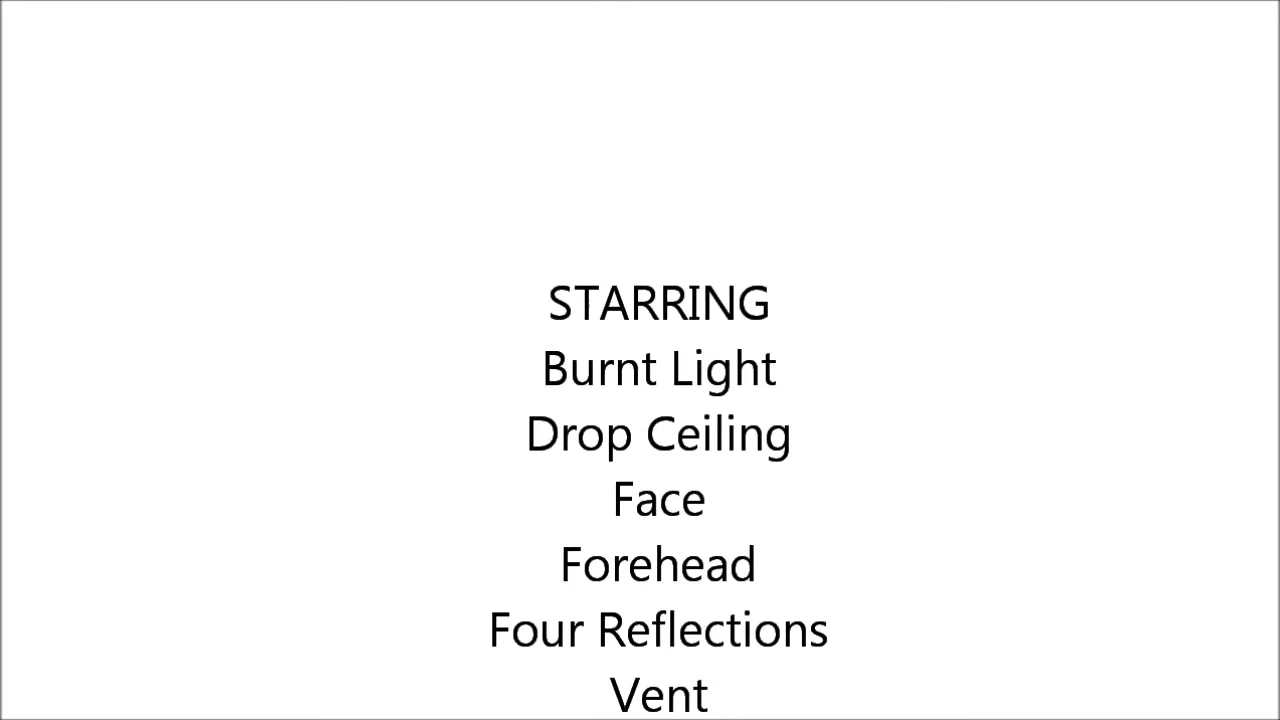 STARRING
Burnt Light
Drop Ceiling
Face
Forehead
Four Reflections
Vent